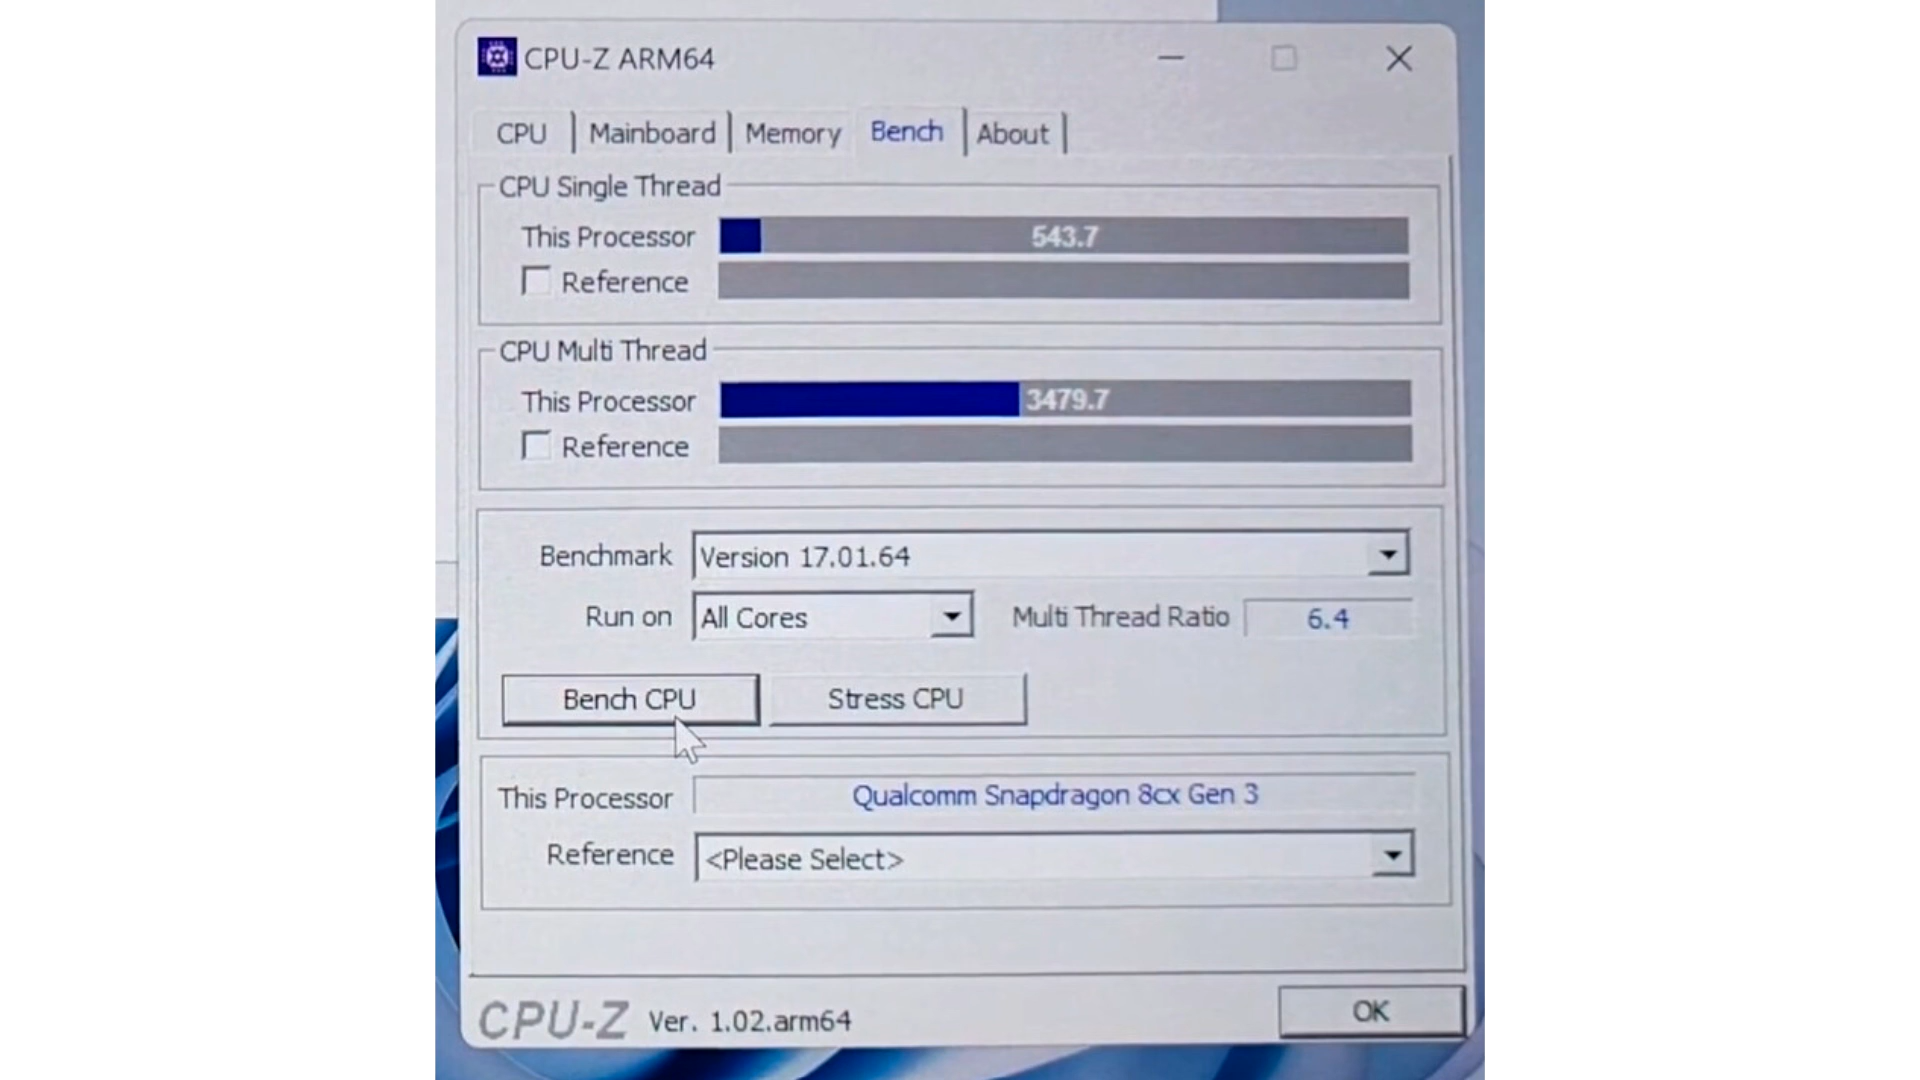 CPU-Z ARM64
CPU Mainboard Memory Bench About
CPU Single Thread
This Processor 543.7
Reference
CPU Multi Thread
This Processor 3479.7
Reference
Benchmark Version 17.01.64
Run on All Cores Multi Thread Ratio 6.4
Bench CPU Stress CPU
This Processor Qualcomm Snapdragon 8cx Gen 3
Reference <Please Select>
CPU-Z Ver. 1.02.arm64 OK